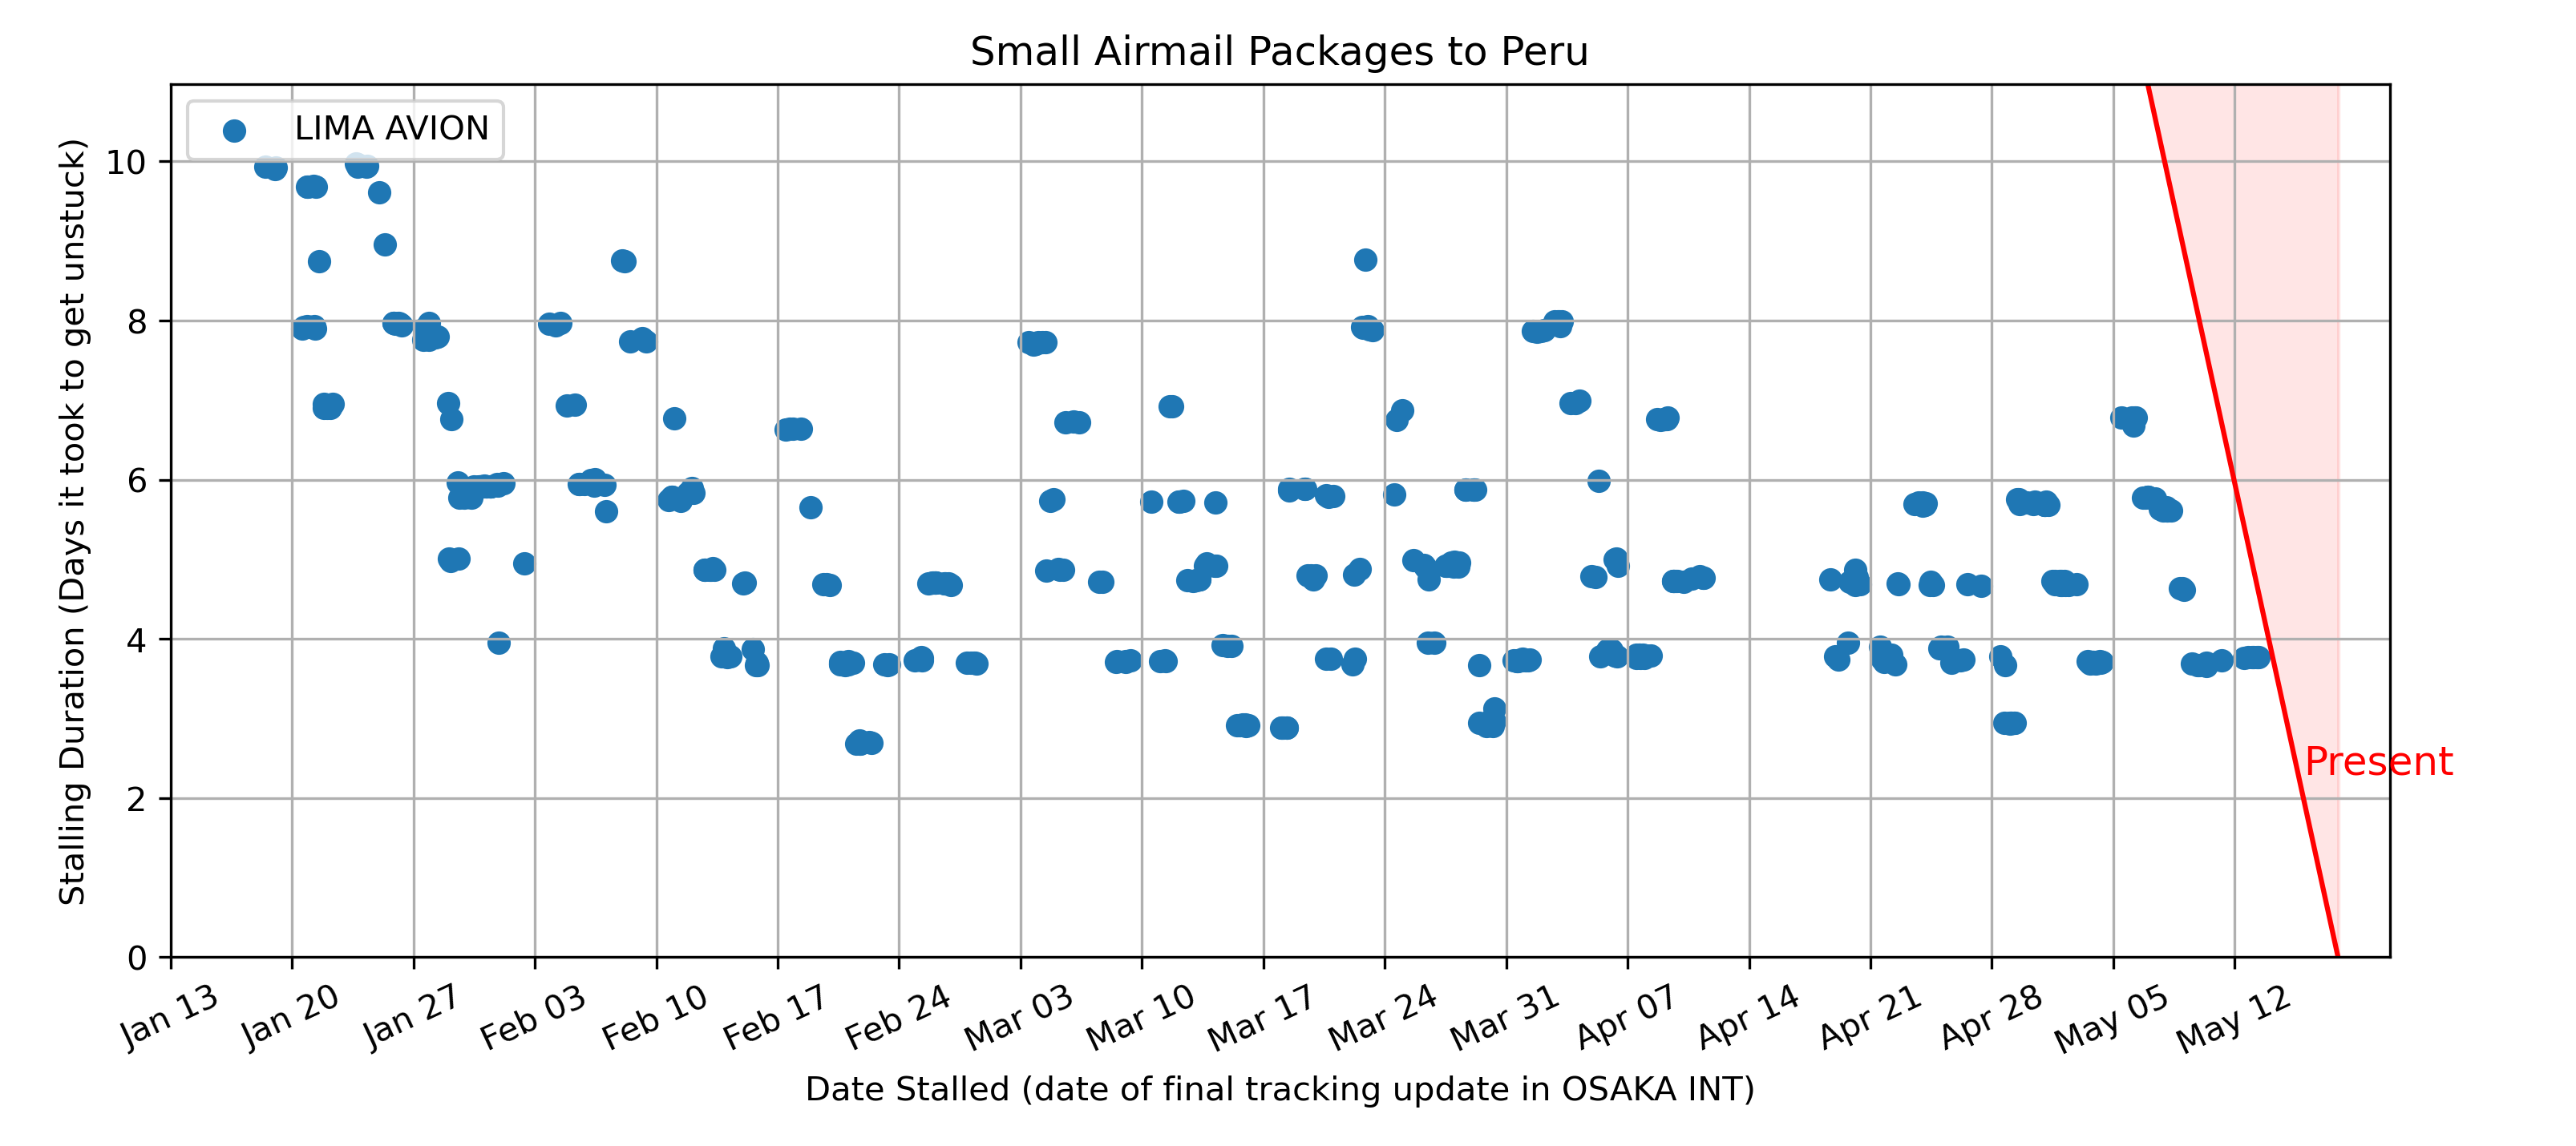 Small Airmail Packages to Peru
LIMA AVION
Stalling Duration (Days it took to get unstuck)
10
8
6
4
2
0
Present
Jan 13
Jan 20
Jan 27
Feb 03
Feb 10
Feb 17
Feb 24
Mar 03
Mar 10
Mar 17
Mar 24
Mar 31
Apr 07
Apr 14
Apr 21
Apr 28
May 05
May 12
Date Stalled (date of final tracking update in OSAKA INT)